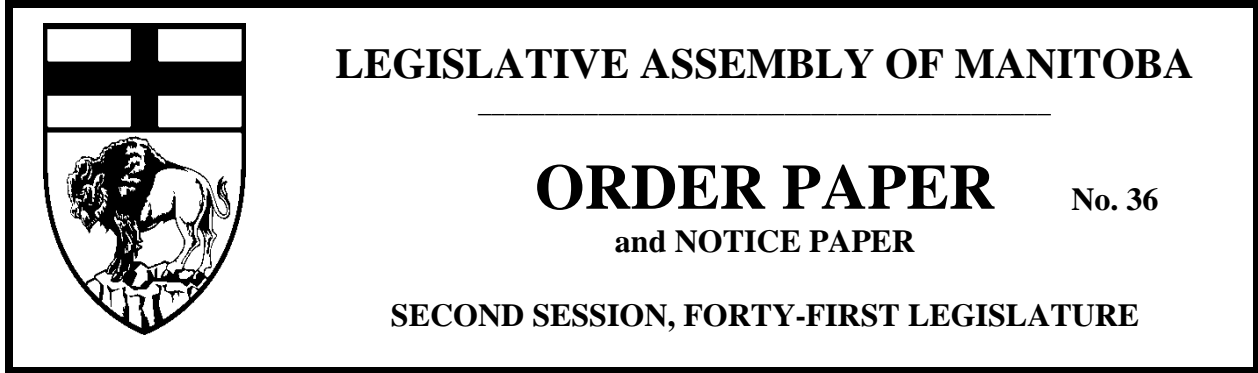 LEGISLATIVE ASSEMBLY OF MANITOBA
ORDER PAPER No. 36
and NOTICE PAPER
SECOND SESSION, FORTY-FIRST LEGISLATURE